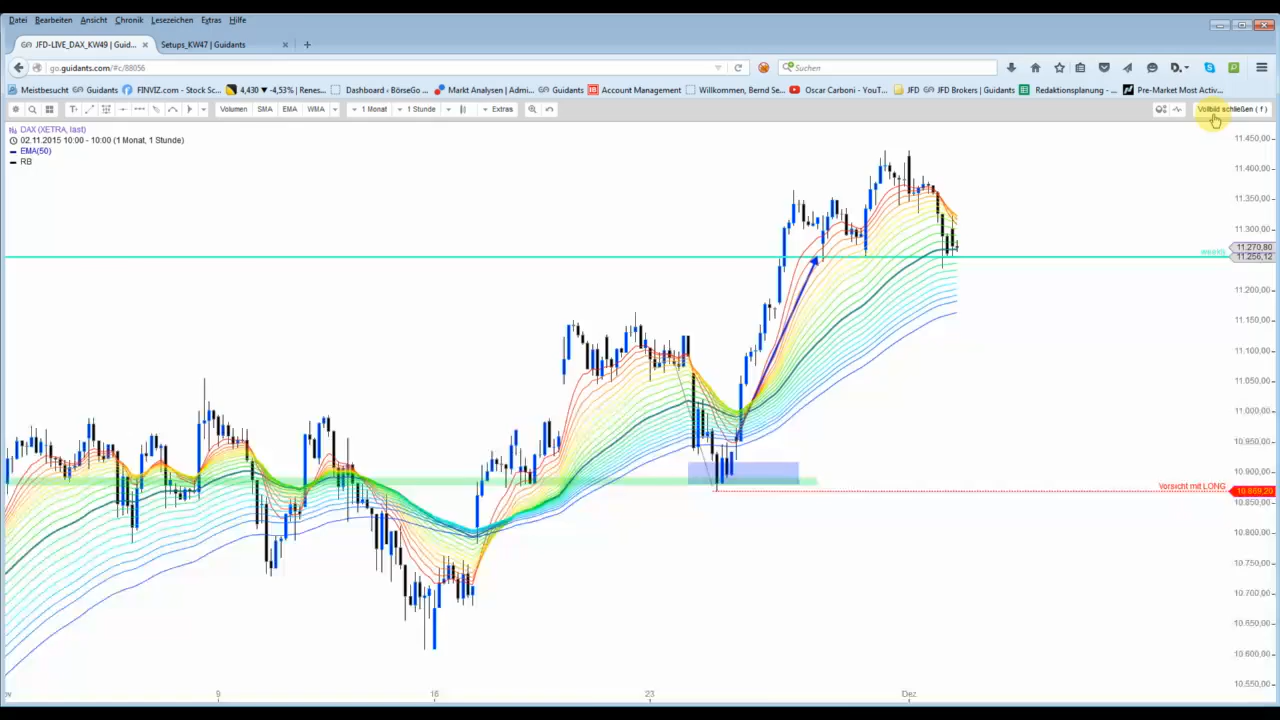 Datei Bearbeiten Ansicht Chronik Lesezeichen Extras Hilfe
JFD-LIVE_DAX_KW49 | Guid... Setups_KW47 | Guidants
go.guidants.com/#c/88056 Suchen
Meistbesucht Guidants FINVIZ.com - Stock Sc... 4,430 -4,53% | Renes... Markt Analysen | Admi... Guidants Account Management Dashboard ‹ BörseGo ... Willkommen, Bernd Se... Oscar Carboni - YouT... JFD JFD Brokers | Guidants Redaktionsplanung - ... Pre-Market Most Activ...
Volumen SMA EMA WMA 1 Monat 1 Stunde Extras Vollbild schließen ( f )
DAX (XETRA, last)
02.11.2015 10:00 - 10:00 (1 Monat, 1 Stunde)
EMA(50)
RB
11.450,00
11.400,00
11.350,00
11.300,00
11.270,80
weekly 11.256,12
11.200,00
11.150,00
11.100,00
11.050,00
11.000,00
10.950,00
10.900,00
Vorsicht mit LONG 10.869,20
10.850,00
10.800,00
10.750,00
10.700,00
10.650,00
10.600,00
10.550,00
9 16 23 Dez